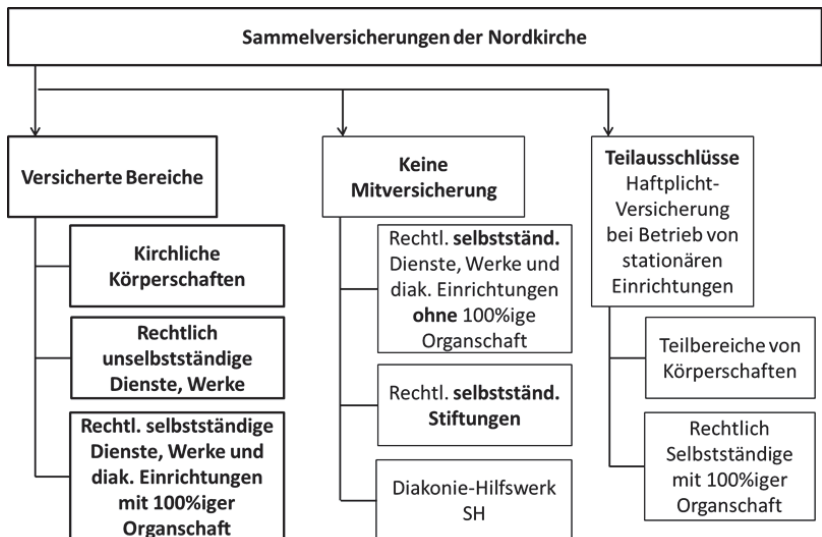 Sammelversicherungen der Nordkirche
Versicherte Bereiche
Kirchliche
Körperschaften
Rechtlich
unselbstständige
Dienste, Werke
Rechtl. selbstständige
Dienste, Werke und
diak. Einrichtungen
mit 100%iger
Organschaft
Keine
Mitversicherung
Rechtl. selbstständ.
Dienste, Werke und
diak. Einrichtungen
ohne 100%ige
Organschaft
Rechtl. selbstständ.
Stiftungen
Diakonie-Hilfswerk
SH
Teilausschlüsse
Haftplicht-
Versicherung
bei Betrieb von
stationären
Einrichtungen
Teilbereiche von
Körperschaften
Rechtlich
Selbstständige
mit 100%iger
Organschaft